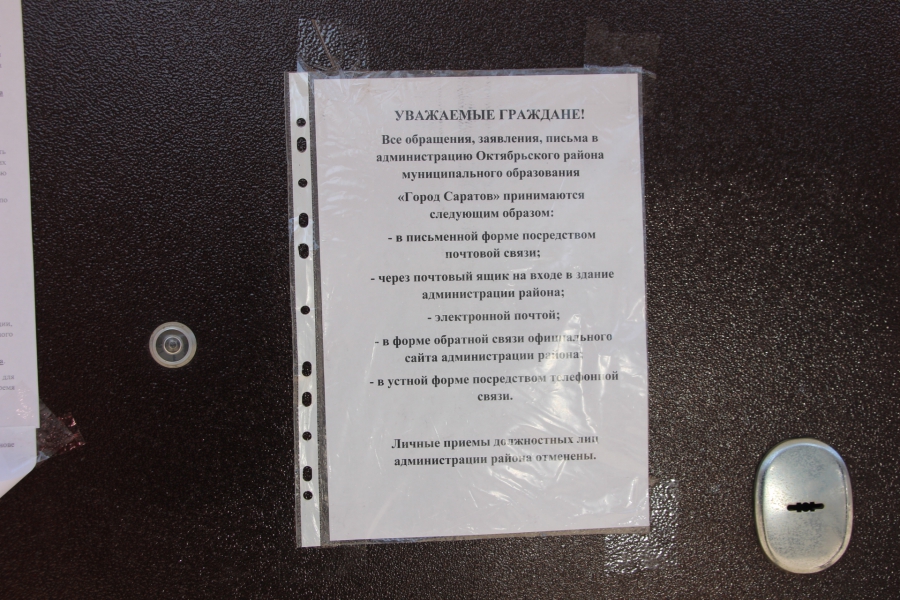 УВАЖАЕМЫЕ ГРАЖДАНЕ!
Все обращения, заявления, письма в
администрацию Октябрьского района
муниципального образования
«Город Саратов» принимаются
следующим образом:
- в письменной форме посредством
почтовой связи;
- через почтовый ящик на входе в здание
администрации района;
- электронной почтой;
- в форме обратной связи официального
сайта администрации района;
- в устной форме посредством телефонной
связи.
Личные приемы должностных лиц
администрации района отменены.